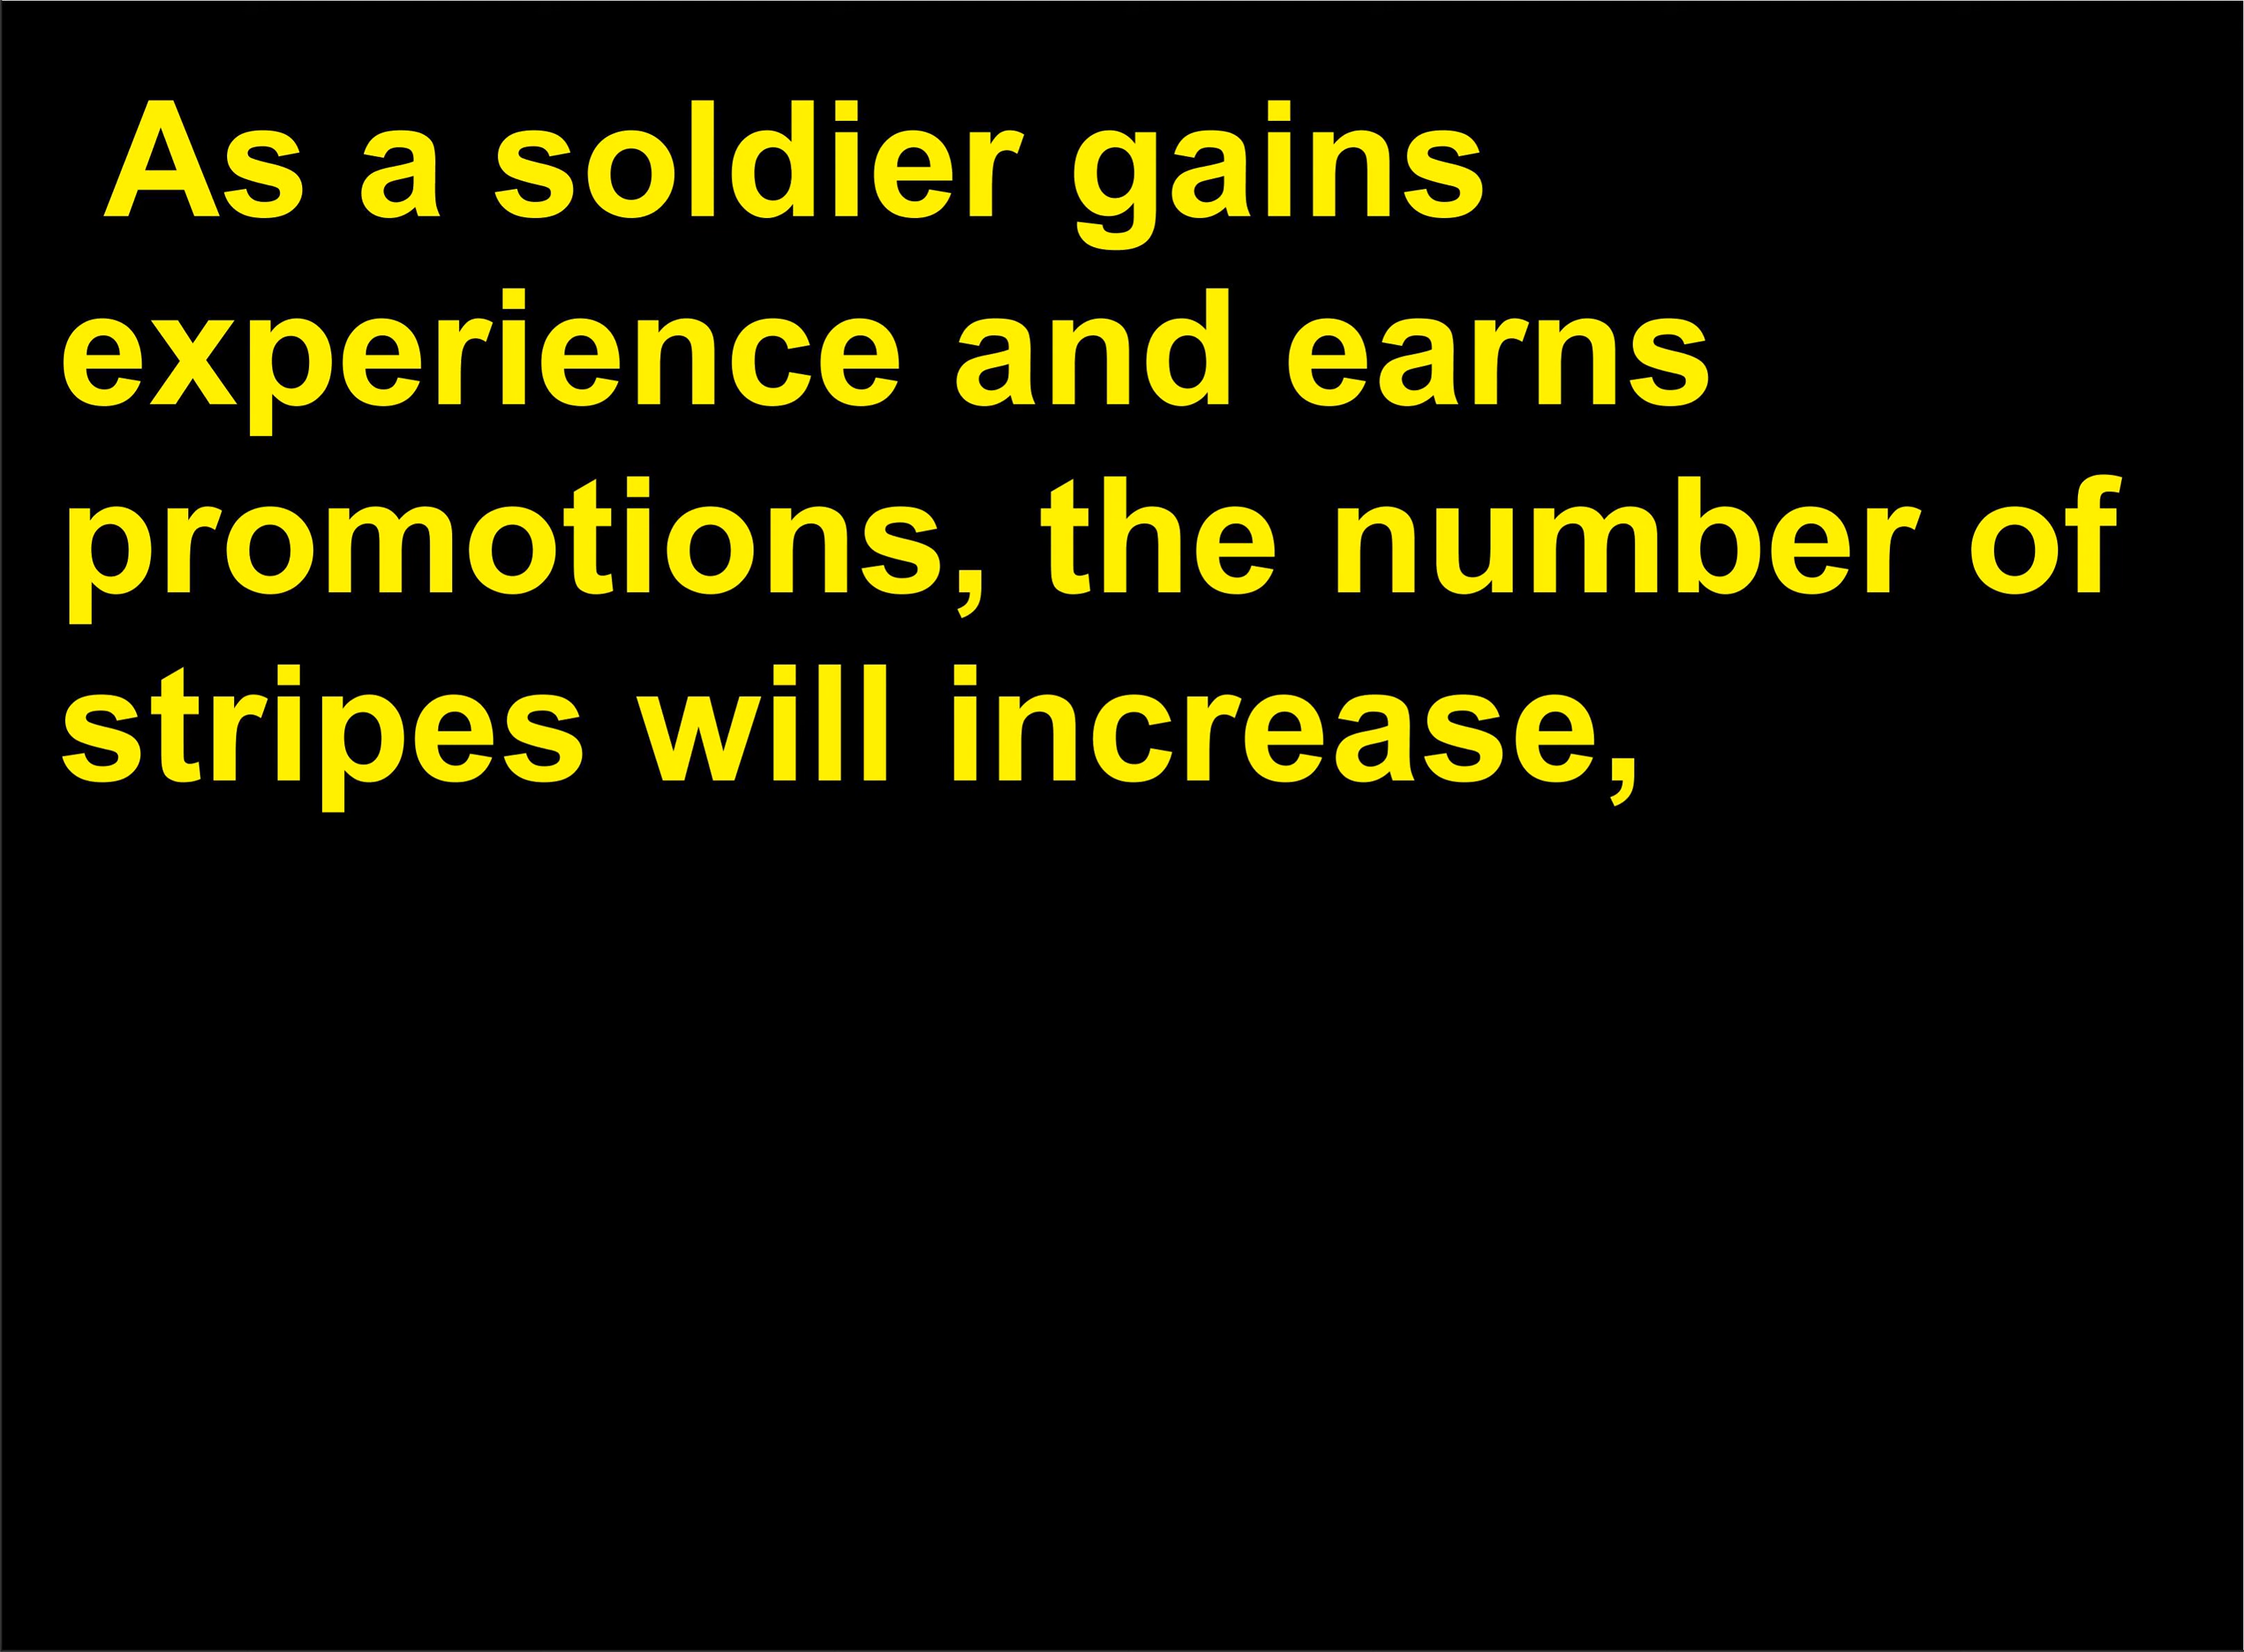 As a soldier gains
experience and earns
promotions, the number of
stripes will increase,